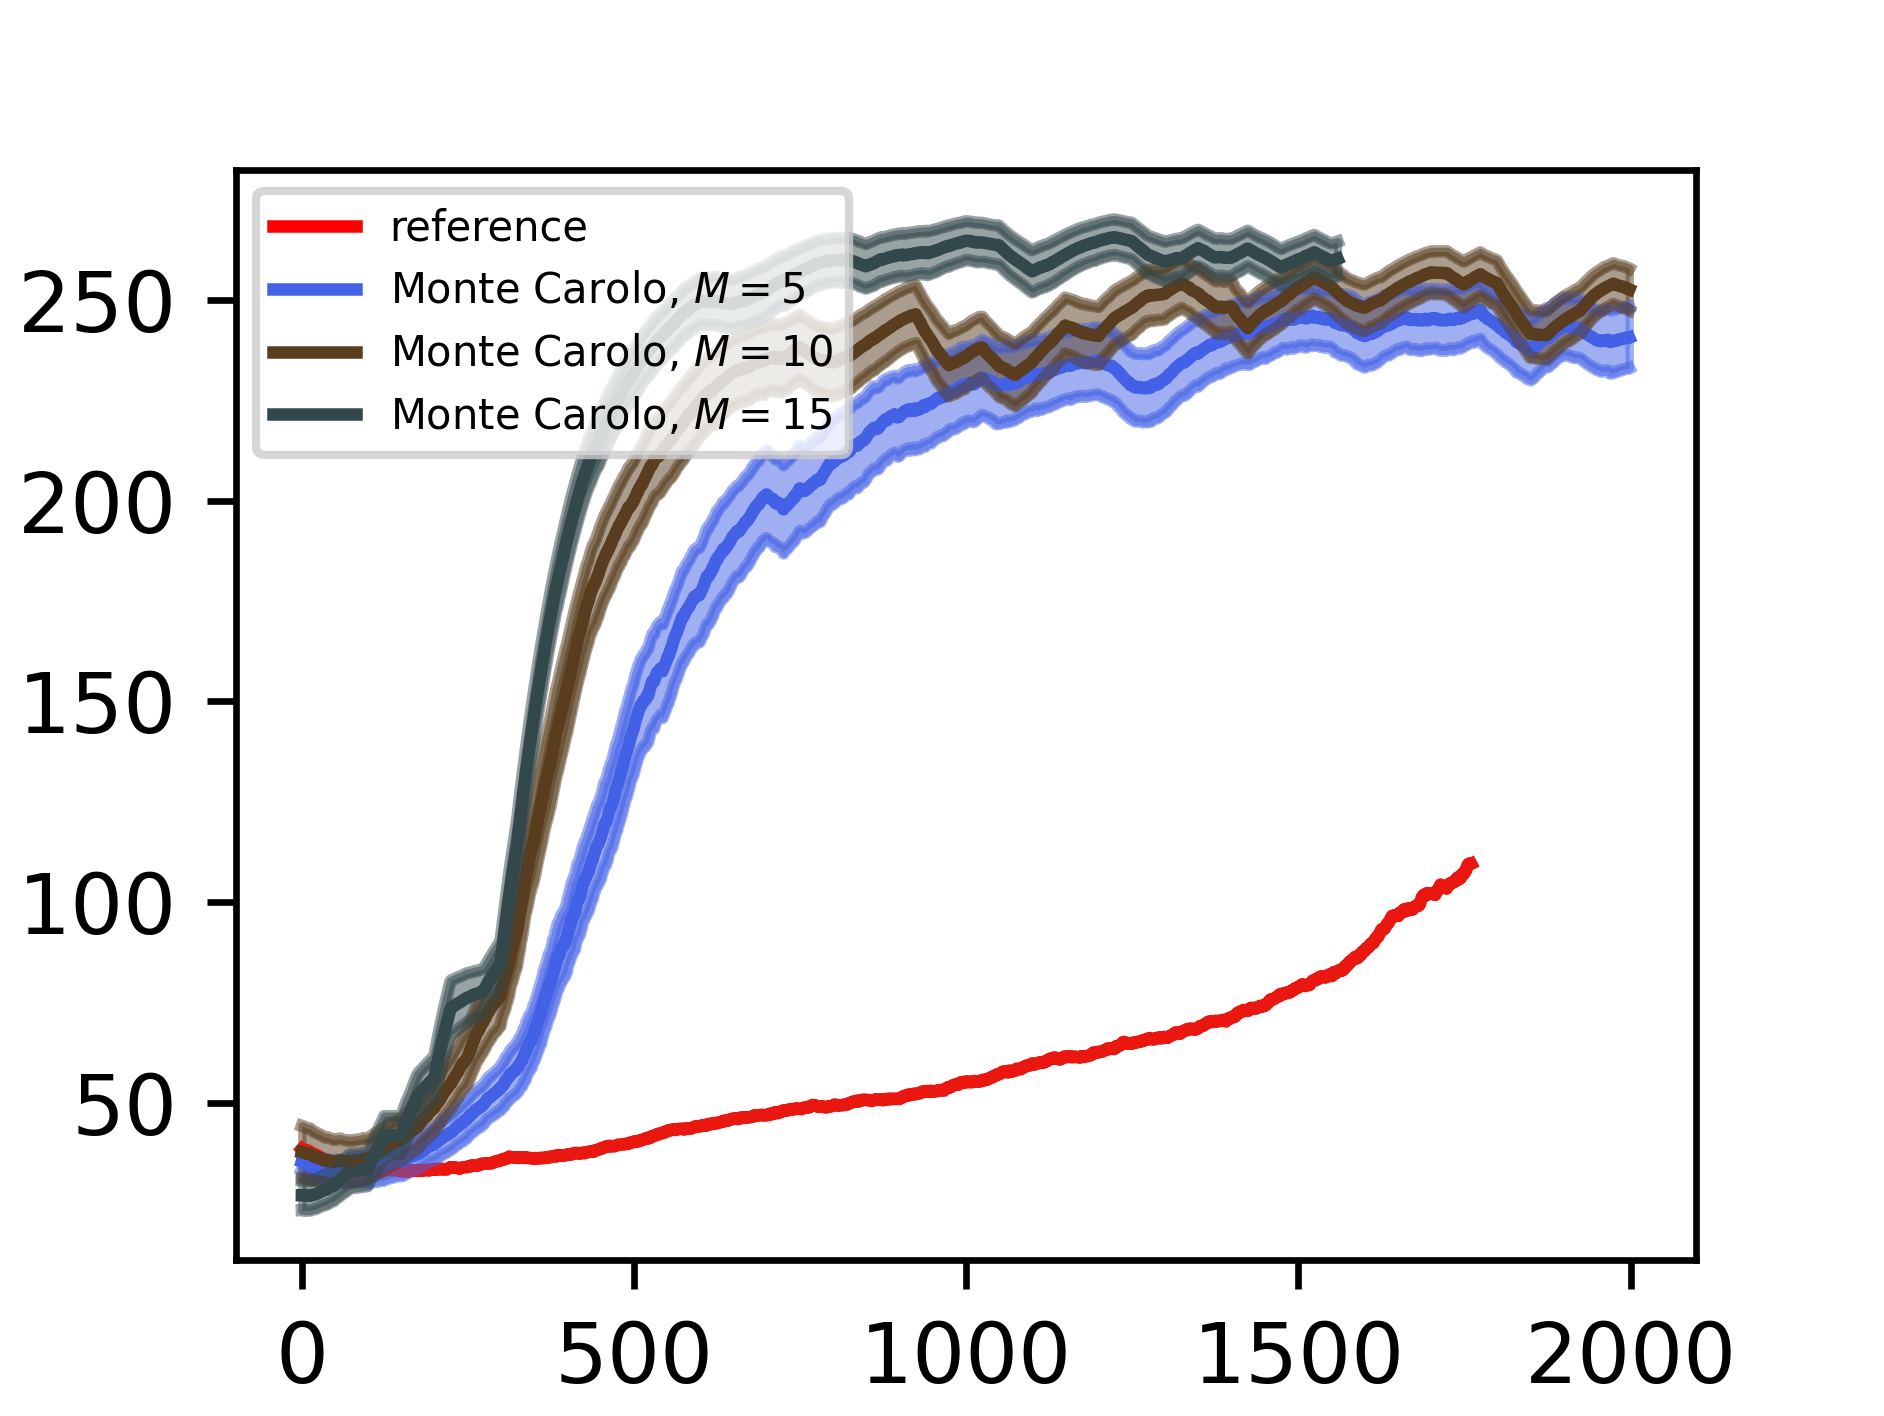 reference
Monte Carolo, M = 5
Monte Carolo, M = 10
Monte Carolo, M = 15
250
200
150
100
50
0 500 1000 1500 2000